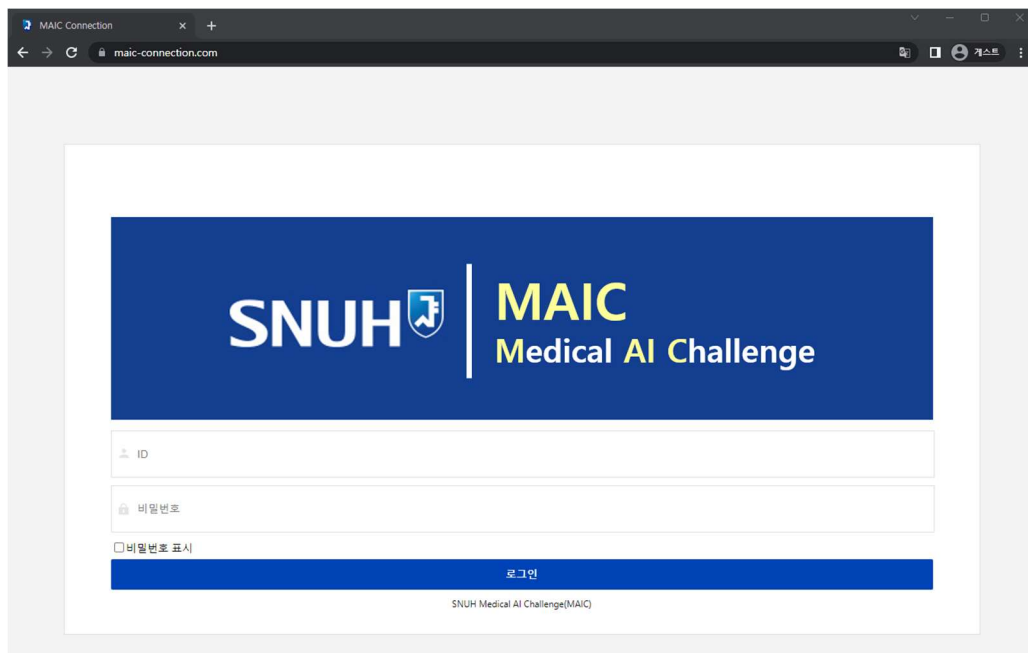 MAIC Connection
maic-connection.com
게스트
SNUH
MAIC
Medical AI Challenge
ID
비밀번호
비밀번호 표시
로그인
SNUH Medical AI Challenge(MAIC)